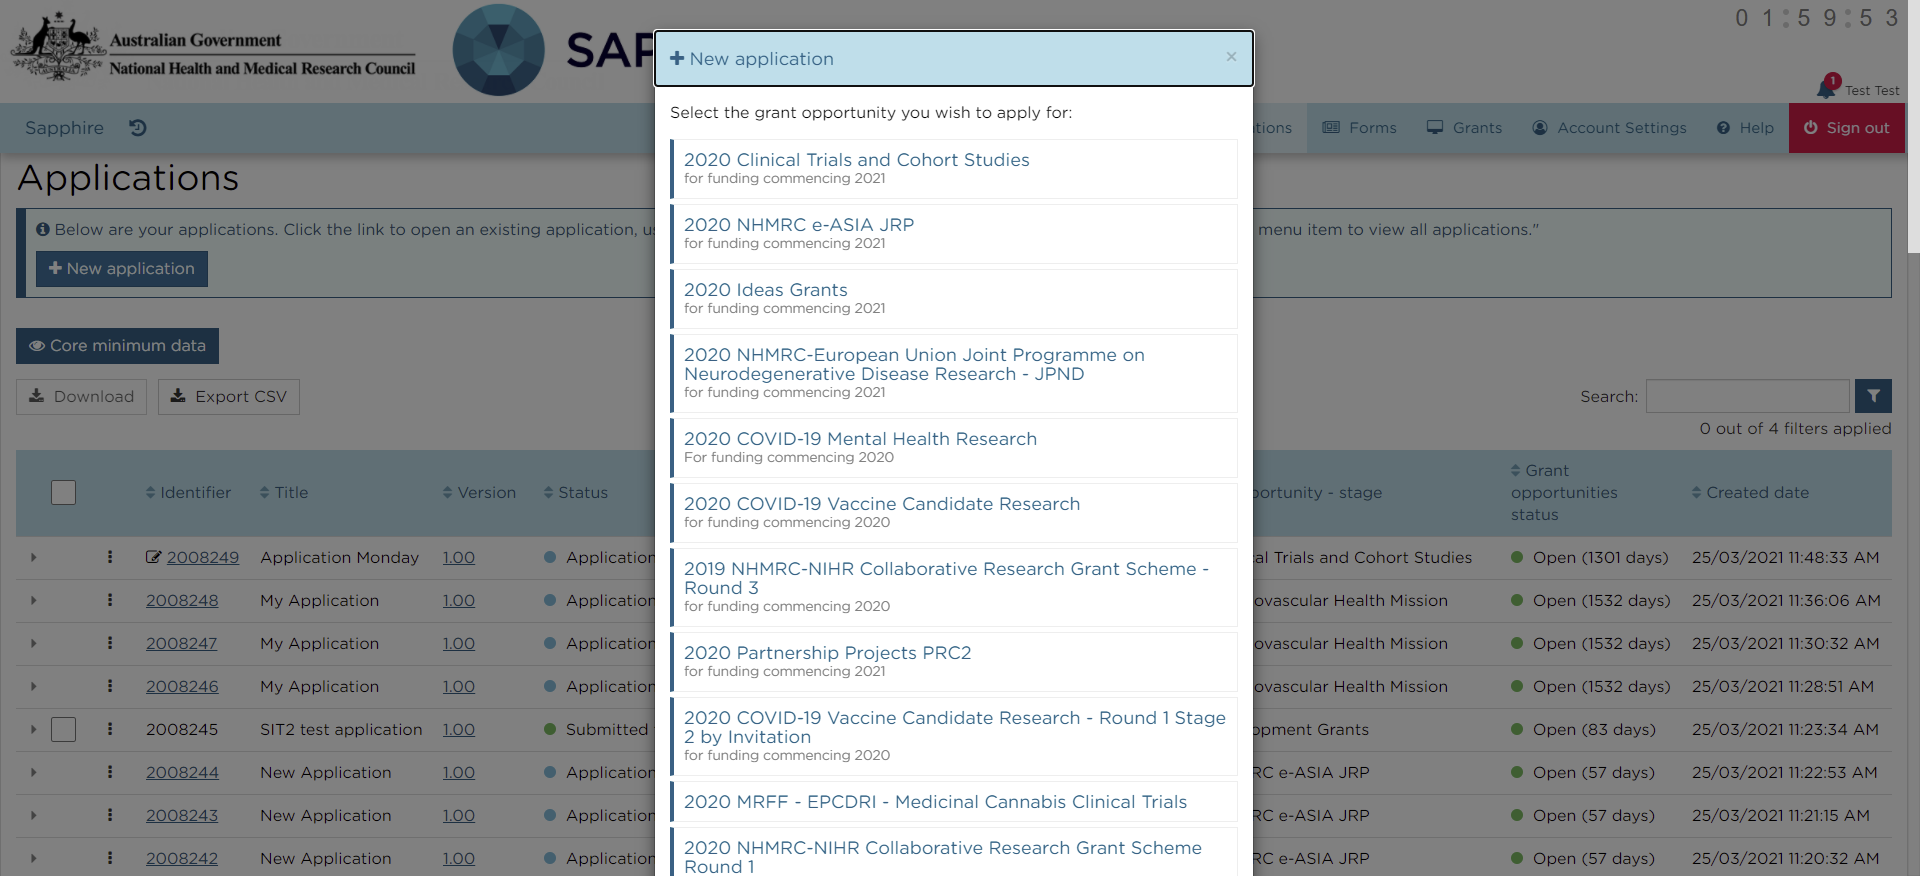 Australian Government
National Health and Medical Research Council
SAP
01:59:53
1
Test Test
Sapphire
Forms
Grants
Account Settings
Help
Sign out
Applications
Below are your applications. Click the link to open an existing application,
menu item to view all applications."
+ New application
Core minimum data
Download
Export CSV
Search:
0 out of 4 filters applied
Identifier
Title
Version
Status
- stage
Grant
opportunities
status
Created date
2008249 Application Monday 1.00 Application Trials and Cohort Studies Open (1301 days) 25/03/2021 11:48:33 AM
2008248 My Application 1.00 Application Health Mission Open (1532 days) 25/03/2021 11:36:06 AM
2008247 My Application 1.00 Application Health Mission Open (1532 days) 25/03/2021 11:30:32 AM
2008246 My Application 1.00 Application Health Mission Open (1532 days) 25/03/2021 11:28:51 AM
2008245 SIT2 test application 1.00 Submitted Grants Open (83 days) 25/03/2021 11:23:34 AM
2008244 New Application 1.00 Application e-ASIA JRP Open (57 days) 25/03/2021 11:22:53 AM
2008243 New Application 1.00 Application e-ASIA JRP Open (57 days) 25/03/2021 11:21:15 AM
2008242 New Application 1.00 Application e-ASIA JRP Open (57 days) 25/03/2021 11:20:32 AM
+ New application
×
Select the grant opportunity you wish to apply for:
2020 Clinical Trials and Cohort Studies
for funding commencing 2021
2020 NHMRC e-ASIA JRP
for funding commencing 2021
2020 Ideas Grants
for funding commencing 2021
2020 NHMRC-European Union Joint Programme on
Neurodegenerative Disease Research - JPND
for funding commencing 2021
2020 COVID-19 Mental Health Research
For funding commencing 2020
2020 COVID-19 Vaccine Candidate Research
for funding commencing 2020
2019 NHMRC-NIHR Collaborative Research Grant Scheme -
Round 3
for funding commencing 2020
2020 Partnership Projects PRC2
for funding commencing 2021
2020 COVID-19 Vaccine Candidate Research - Round 1 Stage
2 by Invitation
for funding commencing 2020
2020 MRFF - EPCDRI - Medicinal Cannabis Clinical Trials
2020 NHMRC-NIHR Collaborative Research Grant Scheme
Round 1